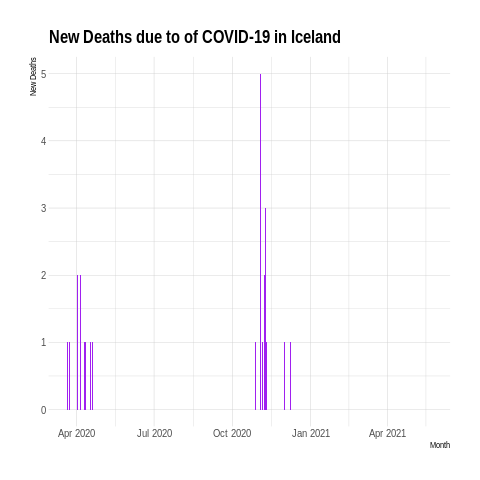 New Deaths due to of COVID-19 in Iceland
New Deaths
5
4
3
2
1
0
Apr 2020 Jul 2020 Oct 2020 Jan 2021 Apr 2021
Month